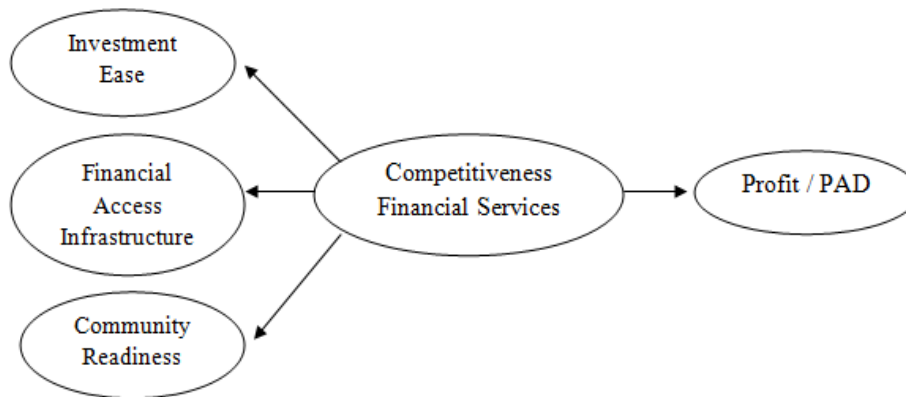 Investment
Ease
Financial
Access
Infrastructure
Community
Readiness
Competitiveness
Financial Services
Profit / PAD